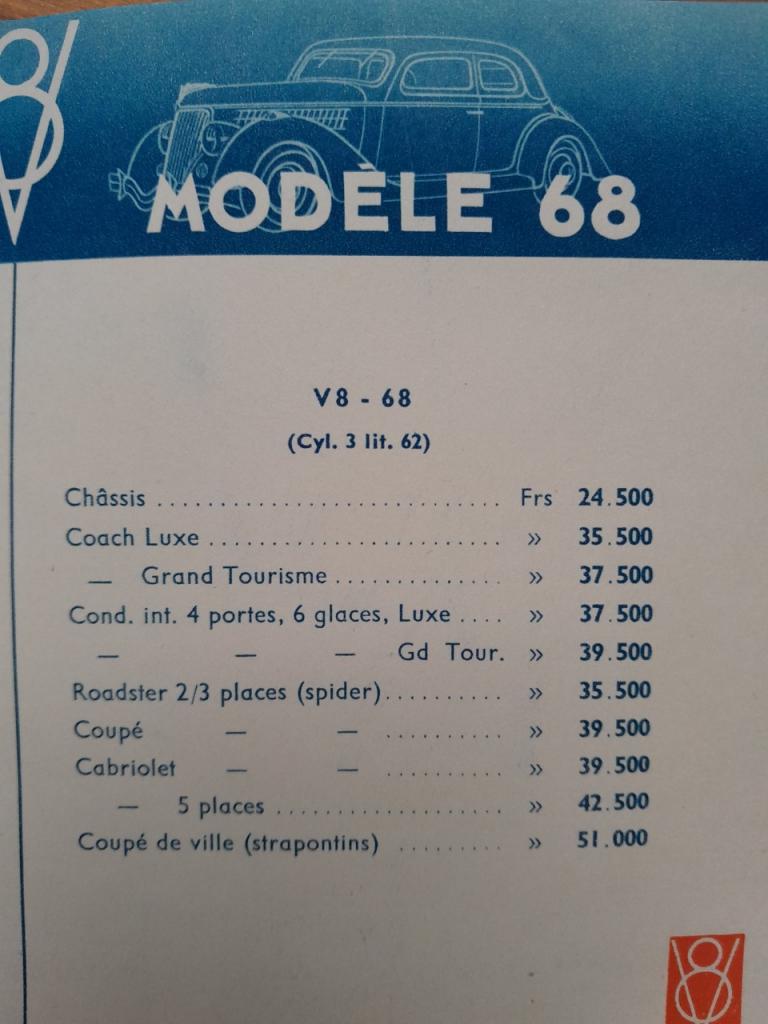 V8
MODÈLE 68
V8 - 68
(Cyl. 3 lit. 62)
Châssis ........................... Frs 24.500
Coach Luxe ....................... » 35.500
— Grand Tourisme ............. » 37.500
Cond. int. 4 portes, 6 glaces, Luxe .... » 37.500
— — — Gd Tour. » 39.500
Roadster 2/3 places (spider).......... » 35.500
Coupé — — .......... » 39.500
Cabriolet — — .......... » 39.500
— 5 places .................. » 42.500
Coupé de ville (strapontins) ......... » 51.000
V8